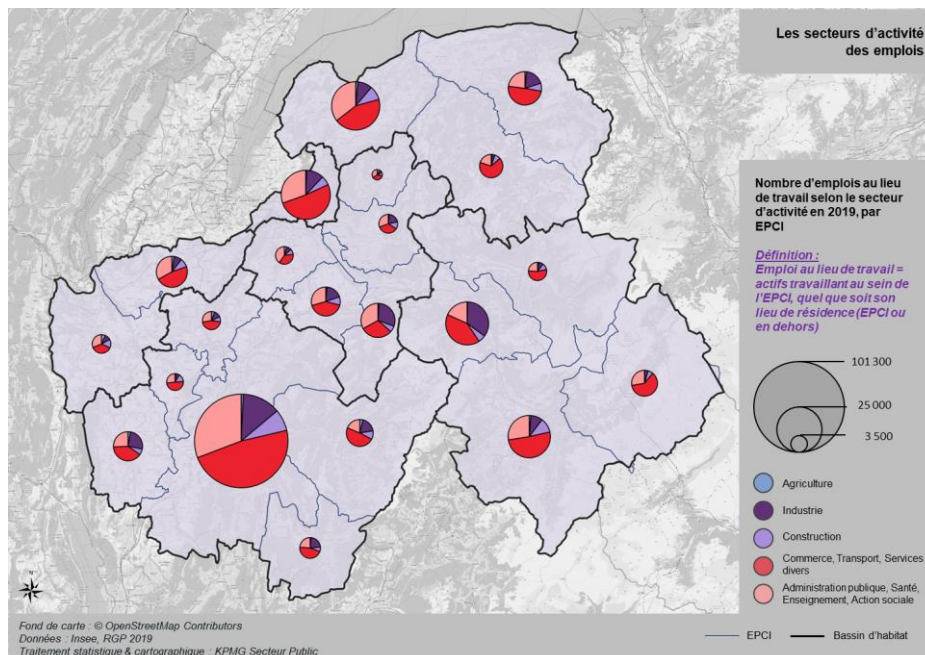 Les secteurs d'activité
des emplois
Nombre d'emplois au lieu
de travail selon le secteur
d'activité en 2019, par
EPCI
Définition :
Emploi au lieu de travail =
actifs travaillant au sein de
l'EPCI, quel que soit son
lieu de résidence (EPCI ou
en dehors)
101 300
25 000
3 500
Agriculture
Industrie
Construction
Commerce, Transport, Services
divers
Administration publique, Santé,
Enseignement, Action sociale
Fond de carte : © OpenStreetMap Contributors
Données : Insee, RGP 2019
Traitement statistique & cartographique : KPMG Secteur Public
EPCI
Bassin d'habitat